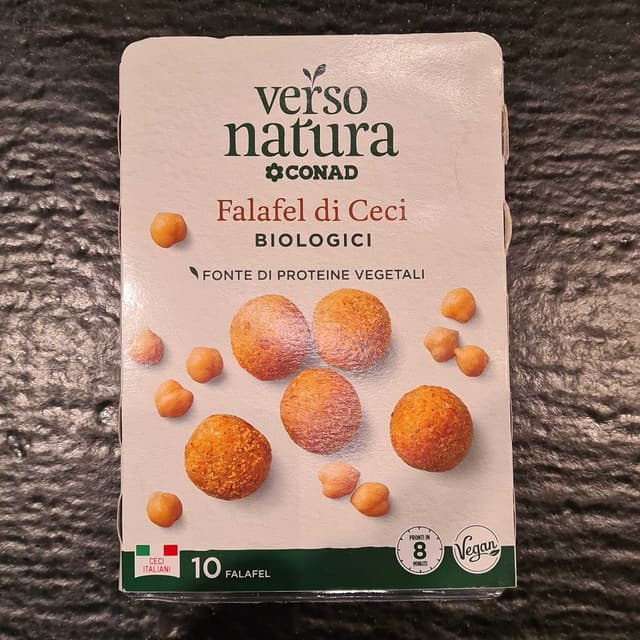 verso
natura
CONAD
Falafel di Ceci
BIOLOGICI
FONTE DI PROTEINE VEGETALI
CECI
ITALIANI
10 FALAFEL
PRONTI IN
8
MINUTI
Vegan